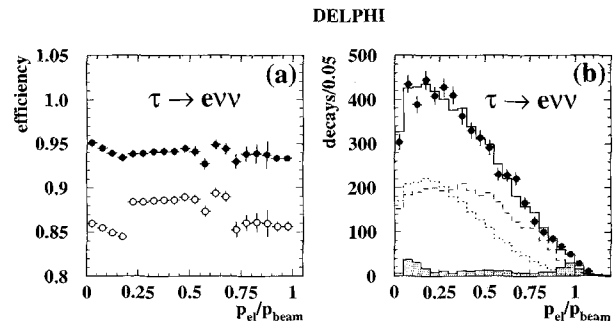 DELPHI
efficiency
1.05
1.0
0.95
0.9
0.85
0.8
(a)
τ → eνν
0 0.25 0.5 0.75 1
p_el/p_beam
decays/0.05
500
400
300
200
100
0
(b)
τ → eνν
0 0.25 0.5 0.75 1
p_el/p_beam